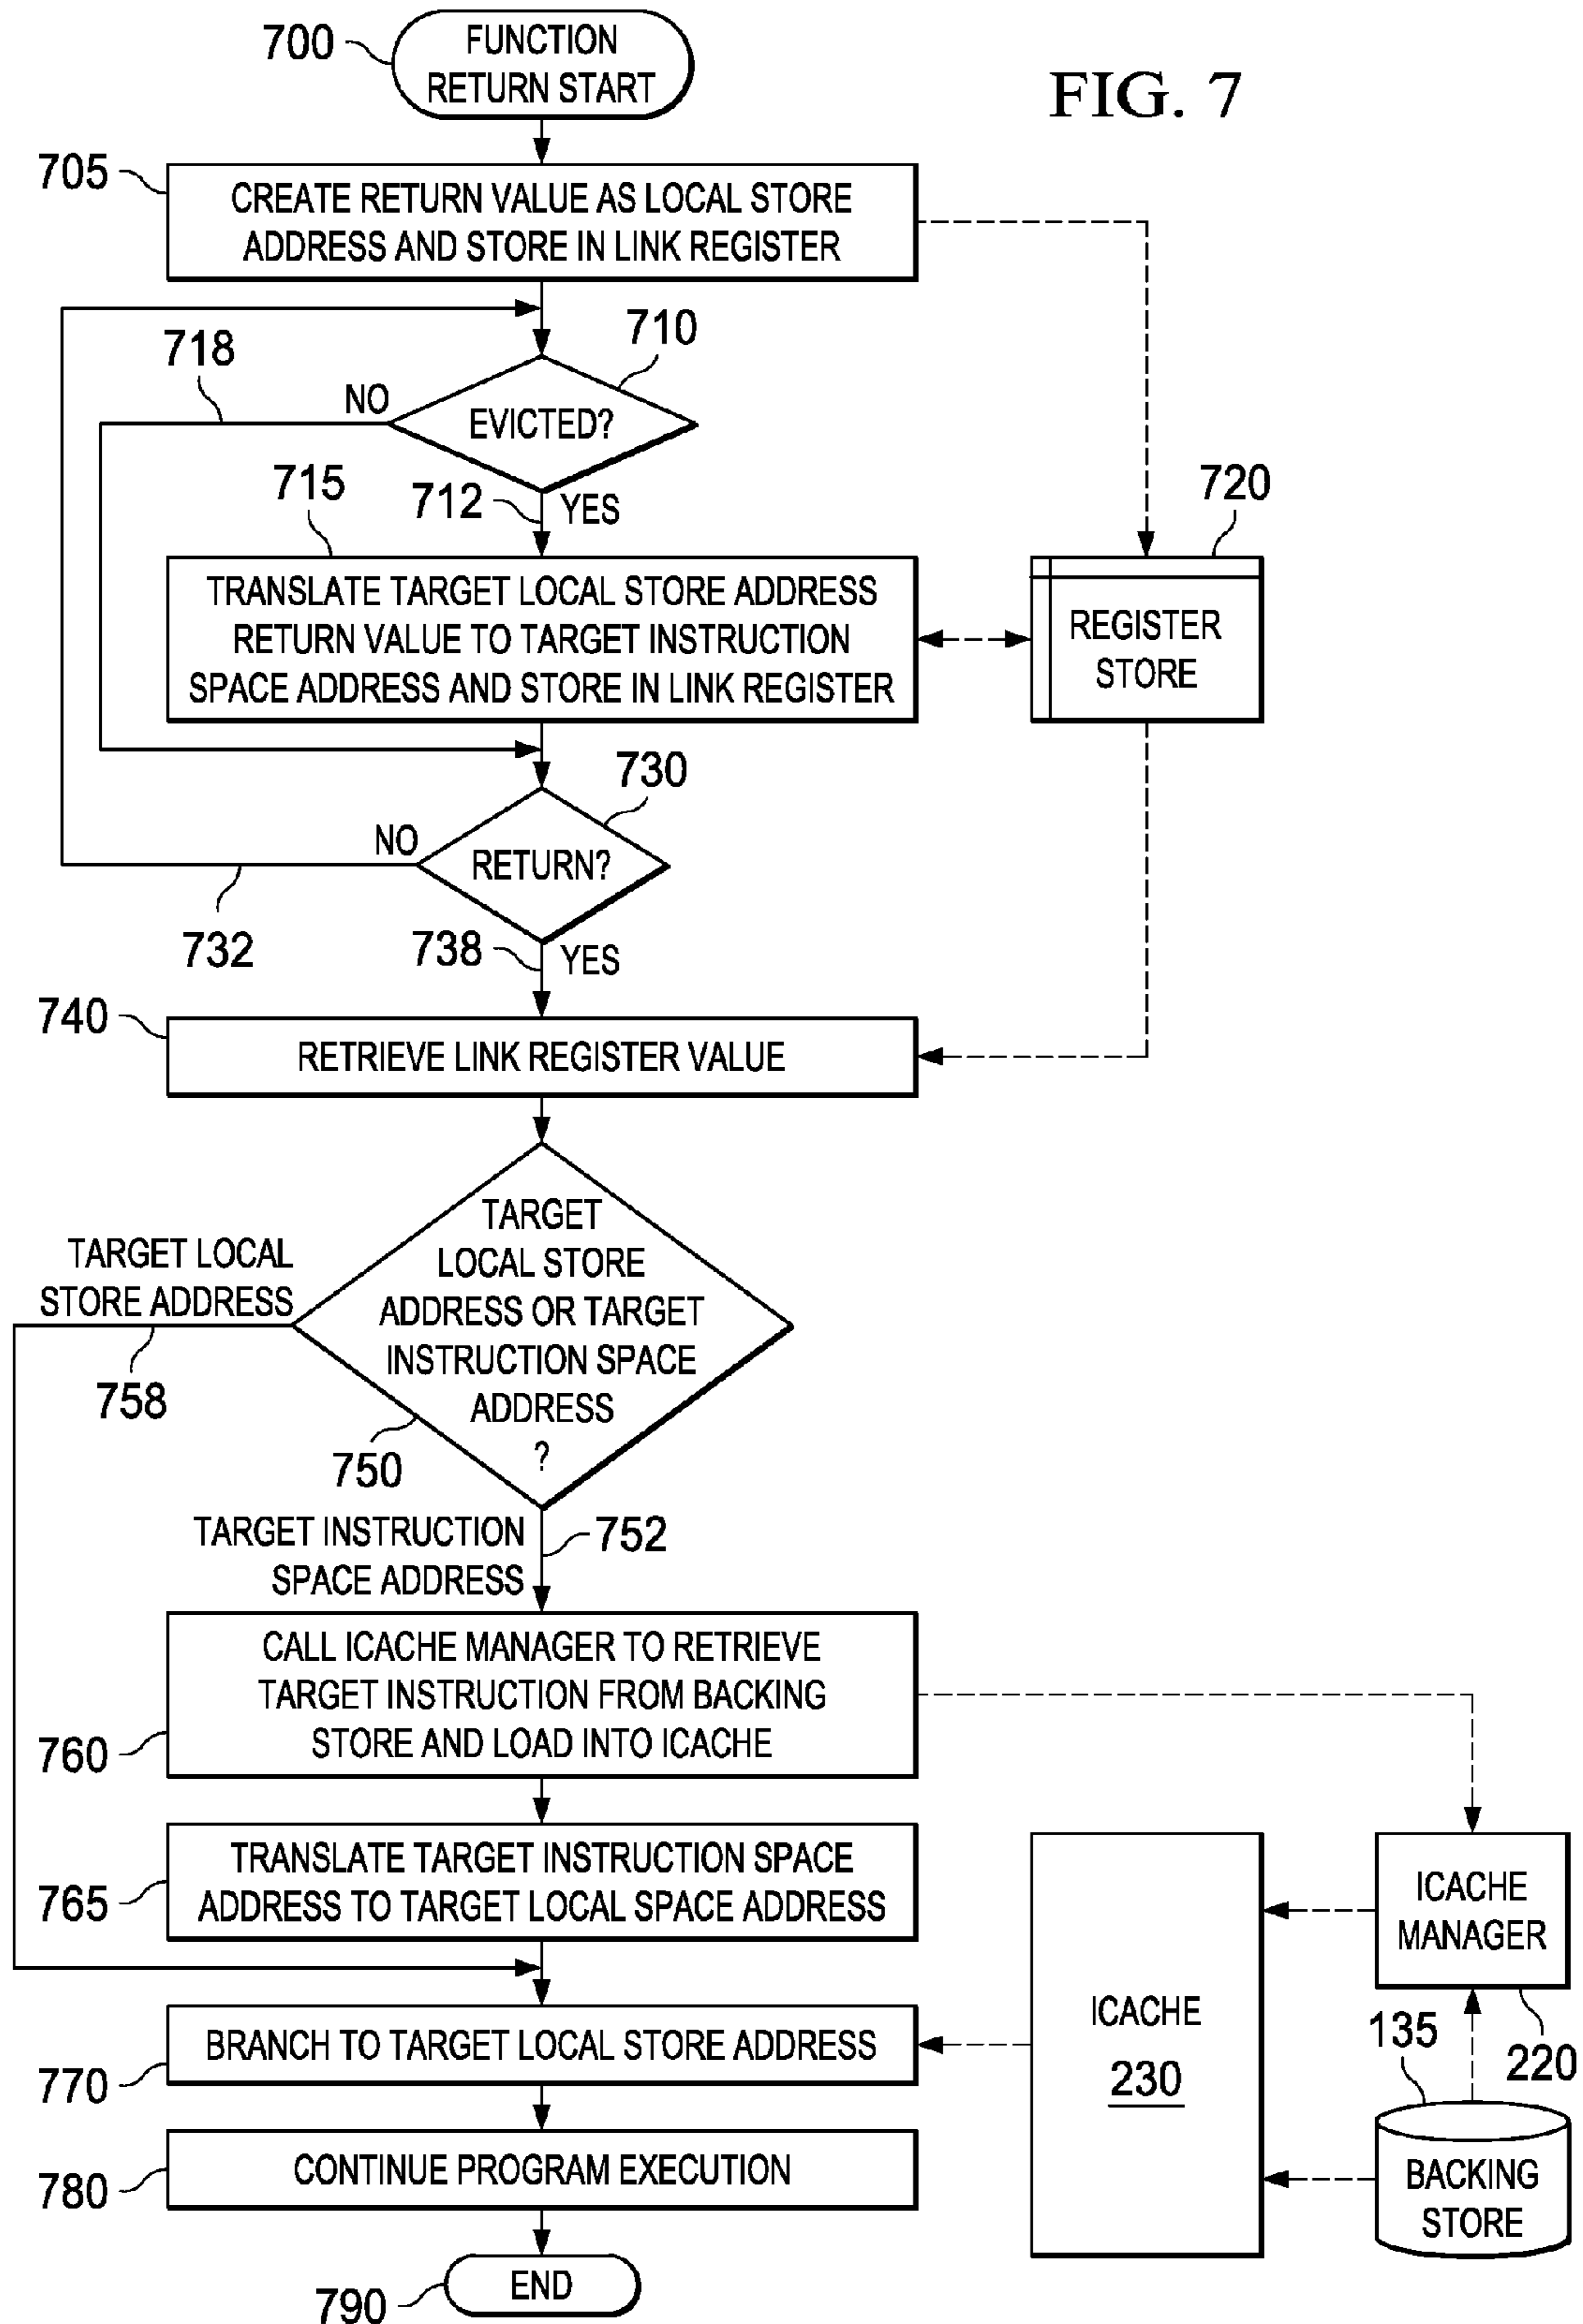 FIG. 7
700
FUNCTION
RETURN START
705
CREATE RETURN VALUE AS LOCAL STORE
ADDRESS AND STORE IN LINK REGISTER
710
718
NO
EVICTED?
715
712
YES
720
TRANSLATE TARGET LOCAL STORE ADDRESS
RETURN VALUE TO TARGET INSTRUCTION
SPACE ADDRESS AND STORE IN LINK REGISTER
REGISTER
STORE
730
NO
RETURN?
732
738
YES
740
RETRIEVE LINK REGISTER VALUE
TARGET LOCAL
STORE ADDRESS
758
TARGET
LOCAL STORE
ADDRESS OR TARGET
INSTRUCTION SPACE
ADDRESS
?
750
TARGET INSTRUCTION
SPACE ADDRESS
752
CALL ICACHE MANAGER TO RETRIEVE
TARGET INSTRUCTION FROM BACKING
STORE AND LOAD INTO ICACHE
760
TRANSLATE TARGET INSTRUCTION SPACE
ADDRESS TO TARGET LOCAL SPACE ADDRESS
765
ICACHE
MANAGER
220
ICACHE
230
135
BACKING
STORE
BRANCH TO TARGET LOCAL STORE ADDRESS
770
CONTINUE PROGRAM EXECUTION
780
END
790